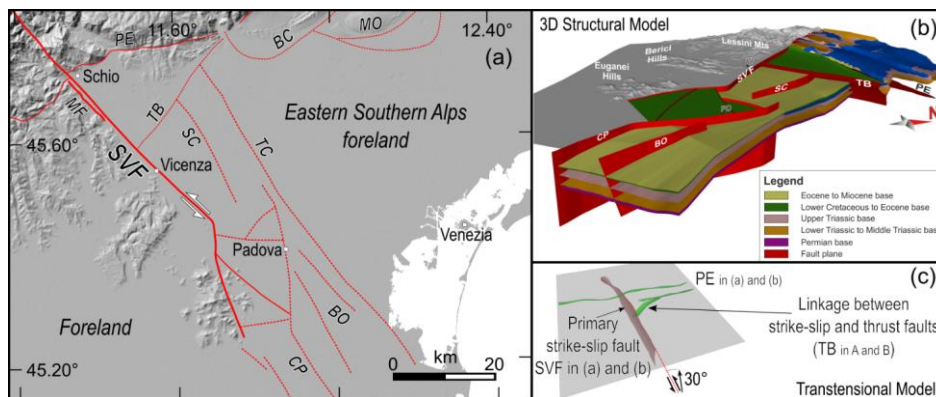 (a)
11.60°
12.40°
PE
BC
MO
Schio
MF
TB
SC
TC
Eastern Southern Alps
foreland
45.60°
SVF
Vicenza
Venezia
Padova
BO
Foreland
CP
45.20°
km
0 10 20
3D Structural Model
(b)
Lessini Mts
Berici
Hills
Euganei
Hills
SVF
SC
TB
PE
PD
CP
BO
N
Legend
Eocene to Miocene base
Lower Cretaceous to Eocene base
Upper Triassic base
Lower Triassic to Middle Triassic base
Permian base
Fault plane
(c)
PE in (a) and (b)
Linkage between
strike-slip and thrust faults
(TB in A and B)
Primary
strike-slip fault
SVF in (a) and (b)
30°
Transtensional Model